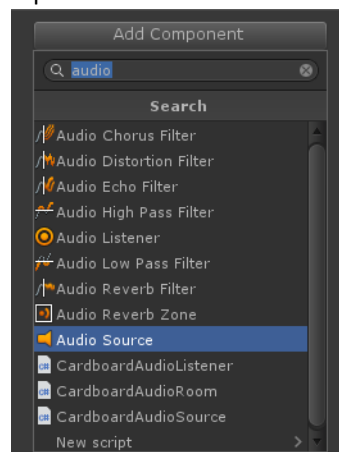 Add Component
audio
Search
Audio Chorus Filter
Audio Distortion Filter
Audio Echo Filter
Audio High Pass Filter
Audio Listener
Audio Low Pass Filter
Audio Reverb Filter
Audio Reverb Zone
Audio Source
CardboardAudioListener
CardboardAudioRoom
CardboardAudioSource
New script